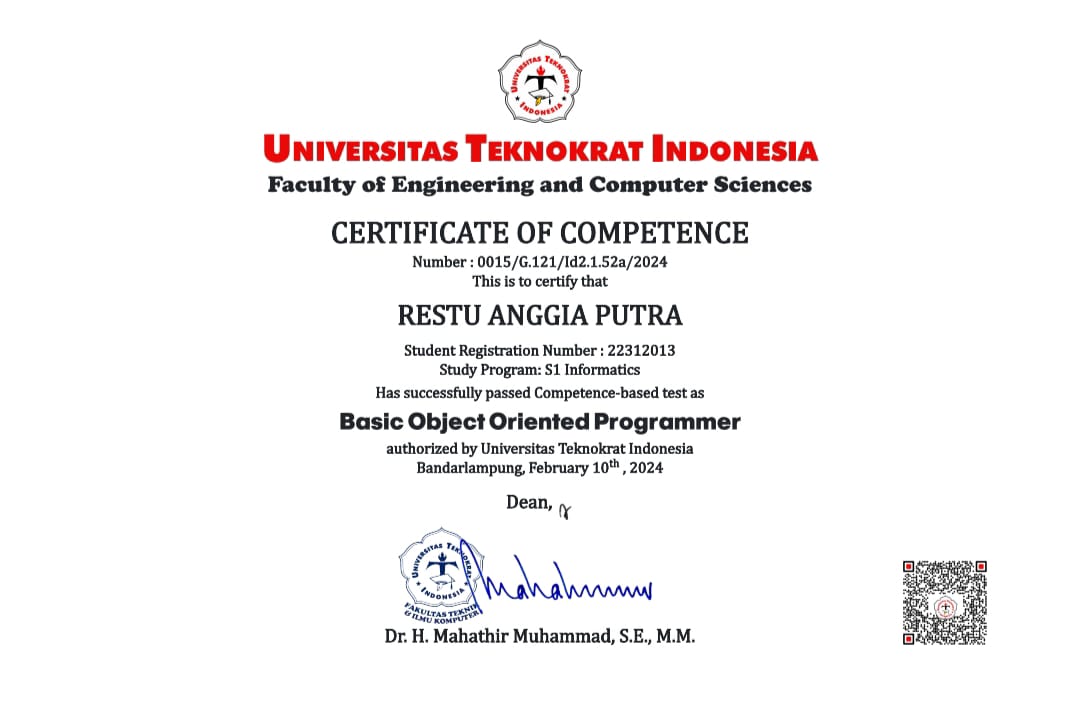 UNIVERSITAS TEKNOKRAT INDONESIA
UNIVERSITAS TEKNOKRAT INDONESIA
Faculty of Engineering and Computer Sciences
CERTIFICATE OF COMPETENCE
Number : 0015/G.121/Id2.1.52a/2024
This is to certify that
RESTU ANGGIA PUTRA
Student Registration Number : 22312013
Study Program: S1 Informatics
Has successfully passed Competence-based test as
Basic Object Oriented Programmer
authorized by Universitas Teknokrat Indonesia
Bandarlampung, February 10th , 2024
Dean,
UNIVERSITAS TEKNOKRAT INDONESIA
FAKULTAS TEKNIK
& ILMU KOMPUTER
Dr. H. Mahathir Muhammad, S.E., M.M.